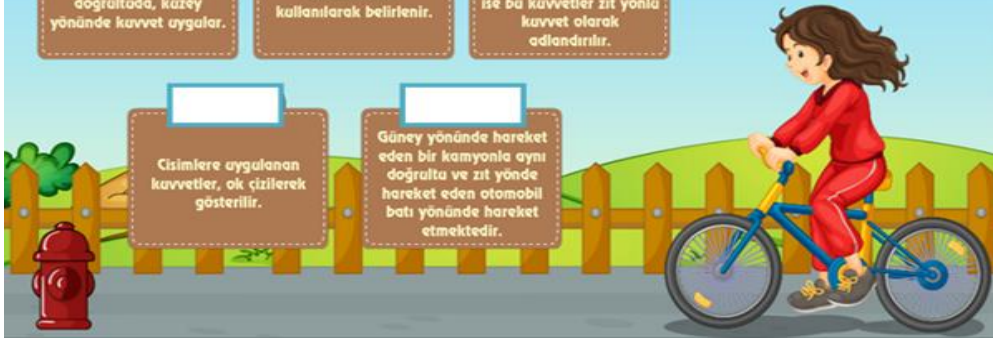 doğrultuda, kuzey
yönünde kuvvet uygular.
kullanılarak belirlenir.
ise bu kuvvetler zıt yönlü
kuvvet olarak
adlandırılır.
Cisimlere uygulanan
kuvvetler, ok çizilerek
gösterilir.
Güney yönünde hareket
eden bir kamyonla aynı
doğrultu ve zıt yönde
hareket eden otomobil
batı yönünde hareket
etmektedir.